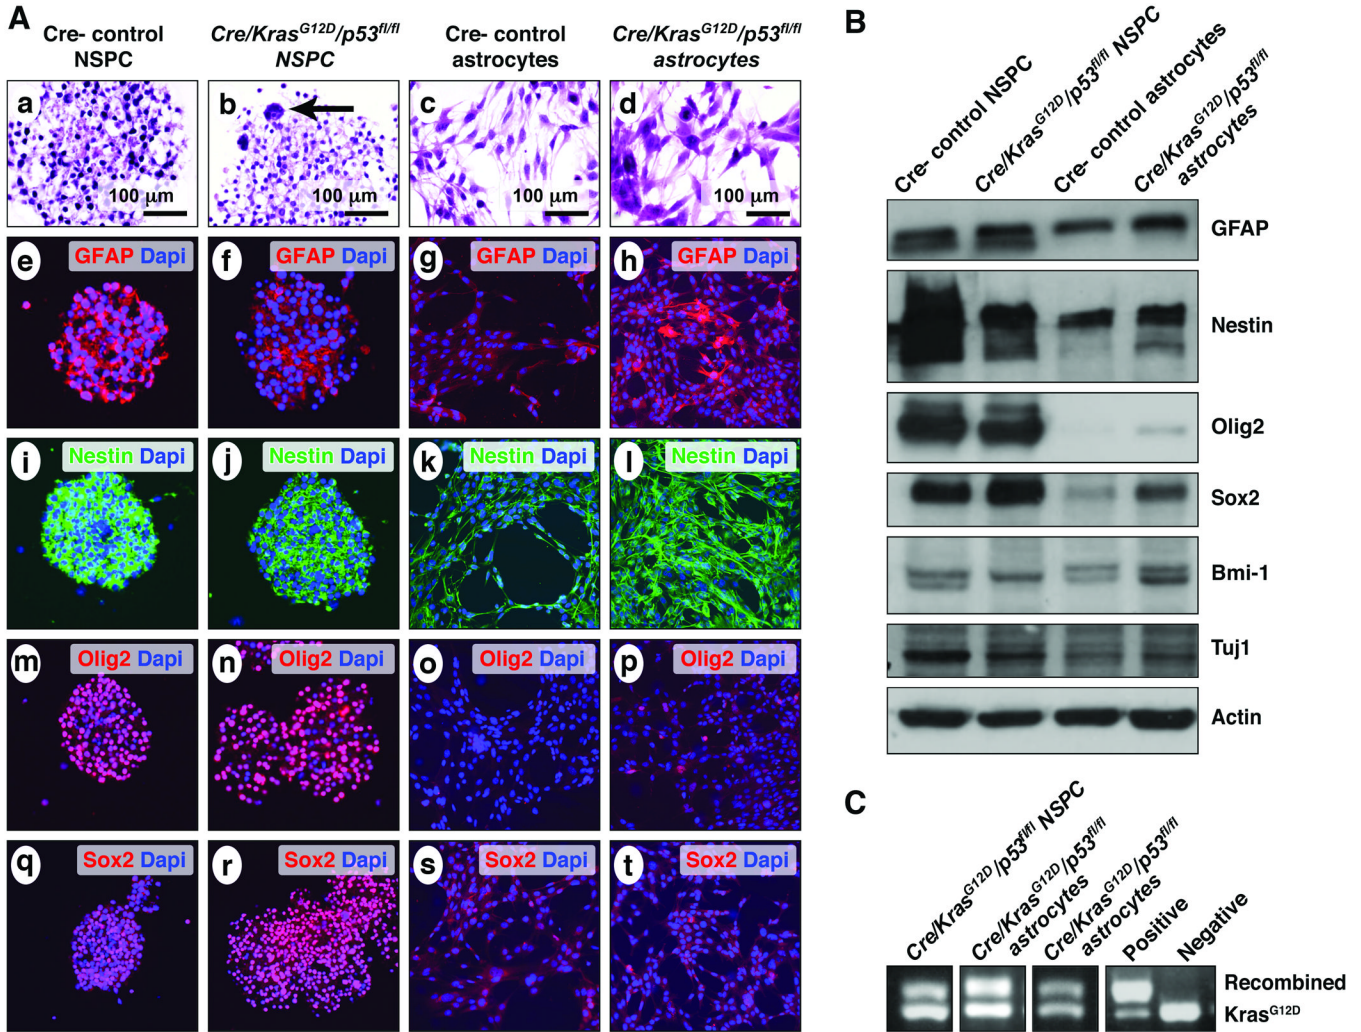 A
Cre- control
NSPC
Cre/KrasG12D/p53fl/fl
NSPC
Cre- control
astrocytes
Cre/KrasG12D/p53fl/fl
astrocytes
a
100 µm
b
100 µm
c
100 µm
d
100 µm
e
GFAP Dapi
f
GFAP Dapi
g
GFAP Dapi
h
GFAP Dapi
i
Nestin Dapi
j
Nestin Dapi
k
Nestin Dapi
l
Nestin Dapi
m
Olig2 Dapi
n
Olig2 Dapi
o
Olig2 Dapi
p
Olig2 Dapi
q
Sox2 Dapi
r
Sox2 Dapi
s
Sox2 Dapi
t
Sox2 Dapi
B
Cre- control NSPC
Cre/KrasG12D/p53fl/fl NSPC
Cre- control astrocytes
Cre/KrasG12D/p53fl/fl
astrocytes
GFAP
Nestin
Olig2
Sox2
Bmi-1
Tuj1
Actin
C
Cre/KrasG12D/p53fl/fl NSPC
Cre/KrasG12D/p53fl/fl
astrocytes
Cre/KrasG12D/p53fl/fl
astrocytes
Positive
Negative
Recombined
KrasG12D